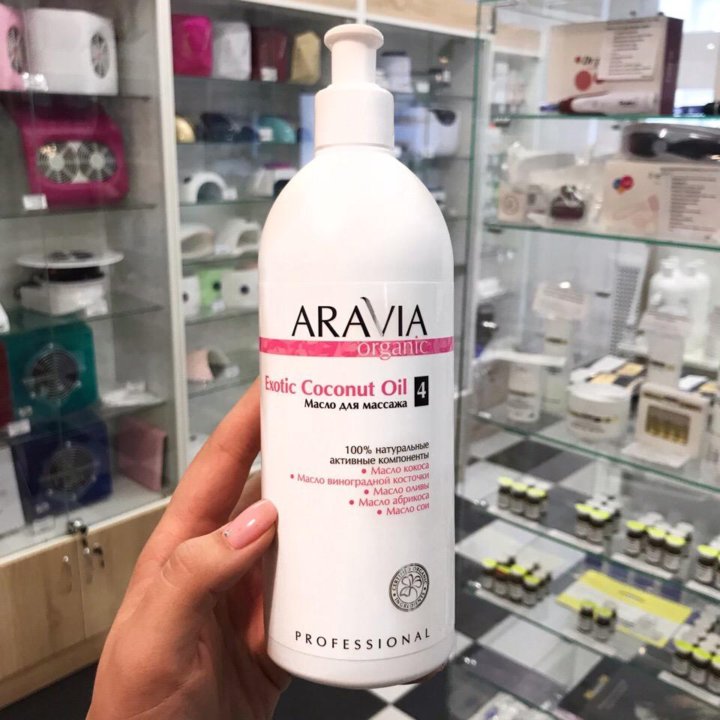 ARAVIA
organic
Exotic Coconut Oil 4
Масло для массажа
100% натуральные
активные компоненты
• Масло кокоса
• Масло виноградной косточки
• Масло оливы
• Масло абрикоса
• Масло сои
PROFESSIONAL